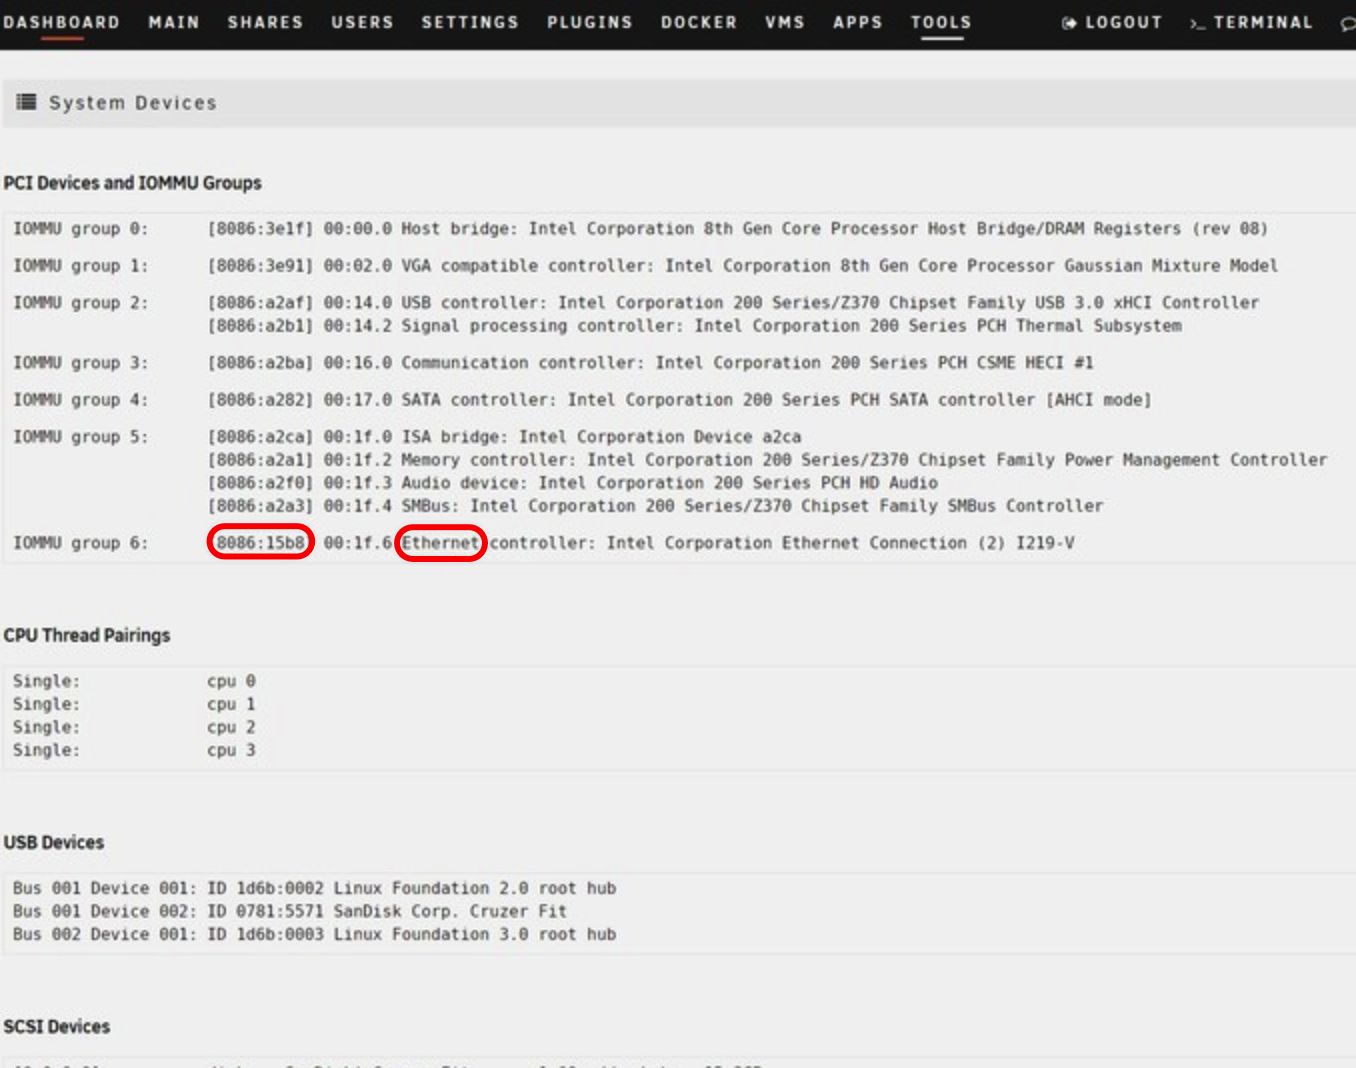 DASHBOARD MAIN SHARES USERS SETTINGS PLUGINS DOCKER VMS APPS TOOLS LOGOUT >_ TERMINAL
System Devices
PCI Devices and IOMMU Groups
IOMMU group 0: [8086:3e1f] 00:00.0 Host bridge: Intel Corporation 8th Gen Core Processor Host Bridge/DRAM Registers (rev 08)
IOMMU group 1: [8086:3e91] 00:02.0 VGA compatible controller: Intel Corporation 8th Gen Core Processor Gaussian Mixture Model
IOMMU group 2: [8086:a2af] 00:14.0 USB controller: Intel Corporation 200 Series/Z370 Chipset Family USB 3.0 xHCI Controller
[8086:a2b1] 00:14.2 Signal processing controller: Intel Corporation 200 Series PCH Thermal Subsystem
IOMMU group 3: [8086:a2ba] 00:16.0 Communication controller: Intel Corporation 200 Series PCH CSME HECI #1
IOMMU group 4: [8086:a282] 00:17.0 SATA controller: Intel Corporation 200 Series PCH SATA controller [AHCI mode]
IOMMU group 5: [8086:a2ca] 00:1f.0 ISA bridge: Intel Corporation Device a2ca
[8086:a2a1] 00:1f.2 Memory controller: Intel Corporation 200 Series/Z370 Chipset Family Power Management Controller
[8086:a2f0] 00:1f.3 Audio device: Intel Corporation 200 Series PCH HD Audio
[8086:a2a3] 00:1f.4 SMBus: Intel Corporation 200 Series/Z370 Chipset Family SMBus Controller
IOMMU group 6: 8086:15b8 00:1f.6 Ethernet controller: Intel Corporation Ethernet Connection (2) I219-V
CPU Thread Pairings
Single: cpu 0
Single: cpu 1
Single: cpu 2
Single: cpu 3
USB Devices
Bus 001 Device 001: ID 1d6b:0002 Linux Foundation 2.0 root hub
Bus 001 Device 002: ID 0781:5571 SanDisk Corp. Cruzer Fit
Bus 002 Device 001: ID 1d6b:0003 Linux Foundation 3.0 root hub
SCSI Devices